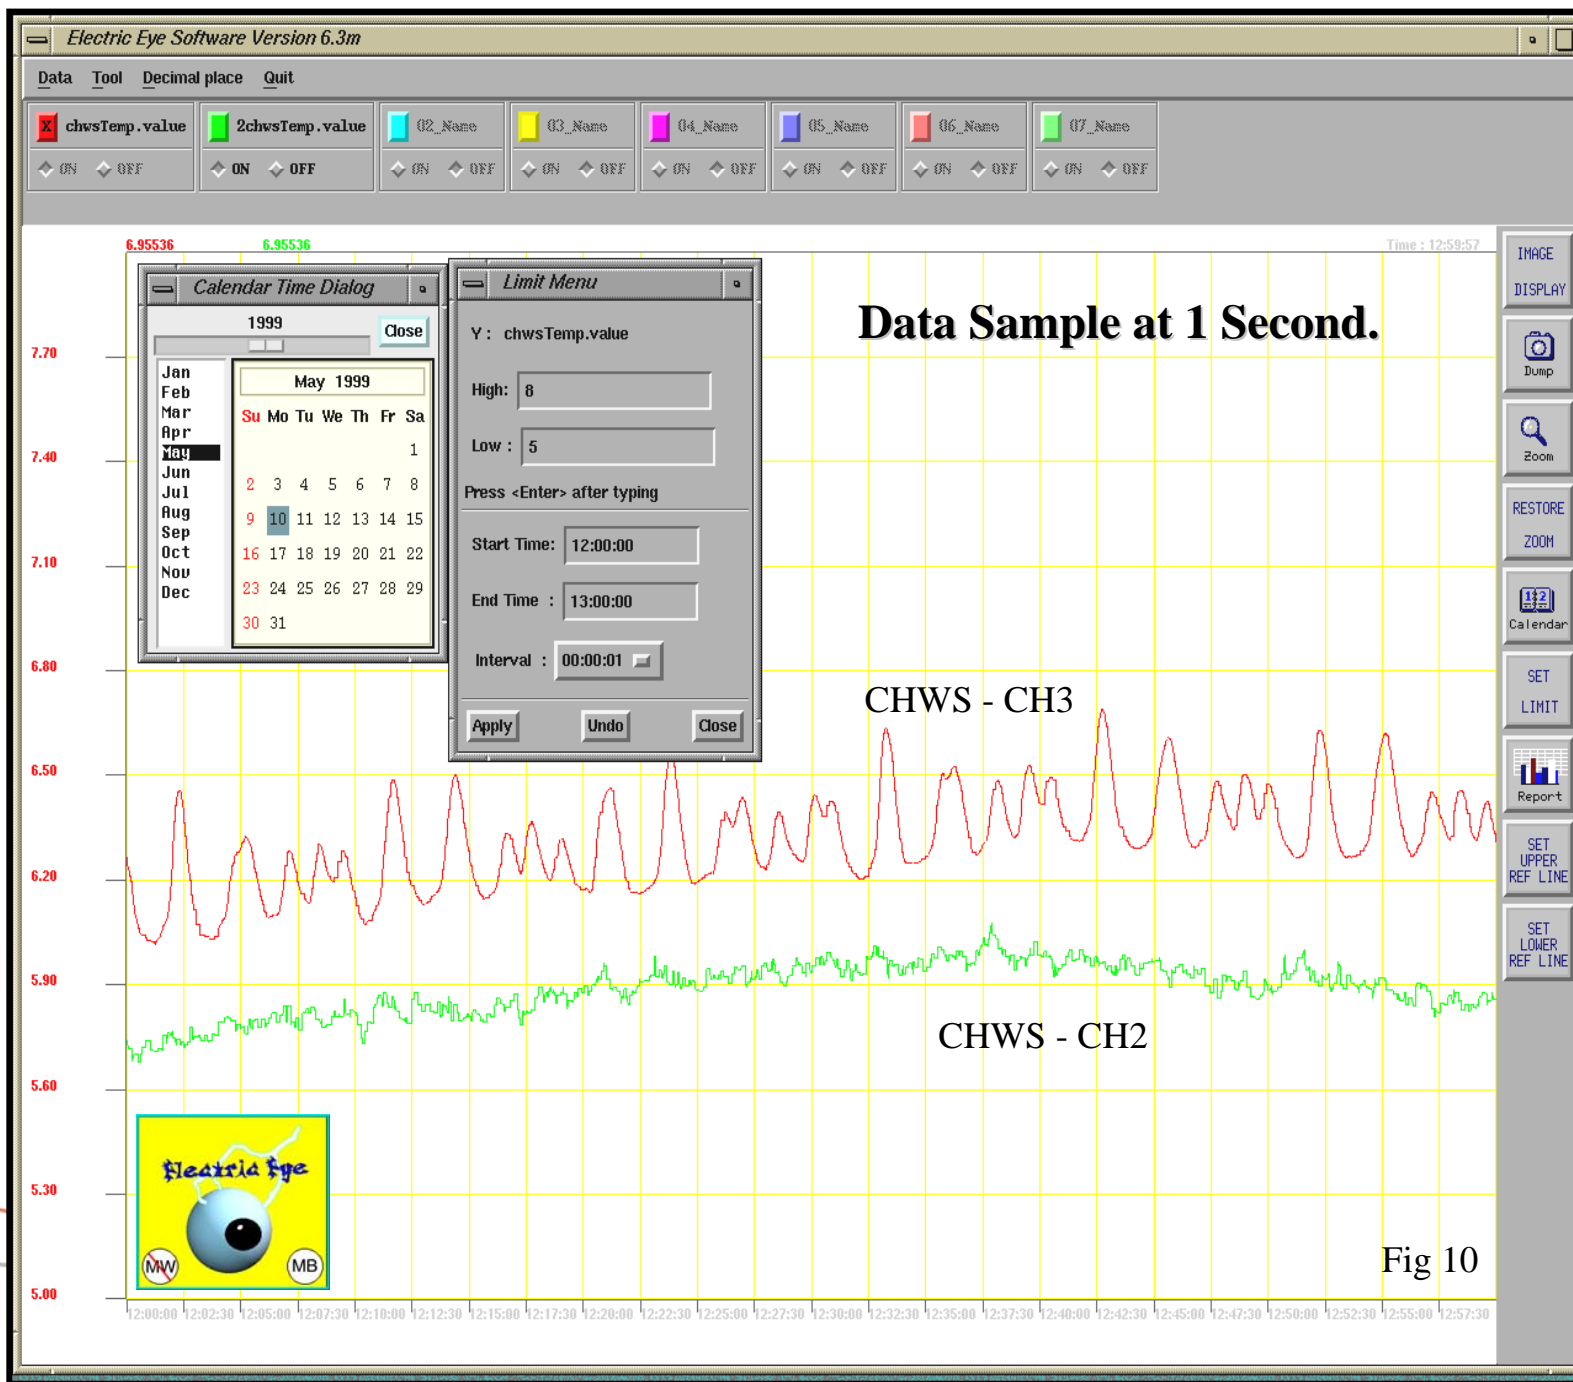 Electric Eye Software Version 6.3m
Data Tool Decimal place Quit
X chwsTemp.value 2chwsTemp.value 02_Name 03_Name 04_Name 05_Name 06_Name 07_Name
ON OFF ON OFF ON OFF ON OFF ON OFF ON OFF ON OFF ON OFF
6.95536 6.95536 Time : 12:59:57
Calendar Time Dialog
1999
Close
Jan
Feb
Mar
Apr
May
Jun
Jul
Aug
Sep
Oct
Nov
Dec
May 1999
Su Mo Tu We Th Fr Sa
1
2 3 4 5 6 7 8
9 10 11 12 13 14 15
16 17 18 19 20 21 22
23 24 25 26 27 28 29
30 31
Limit Menu
Y : chwsTemp.value
High: 8
Low : 5
Press <Enter> after typing
Start Time: 12:00:00
End Time : 13:00:00
Interval : 00:00:01
Apply Undo Close
Data Sample at 1 Second.
IMAGE
DISPLAY
Dump
Zoom
RESTORE
ZOOM
Calendar
SET
LIMIT
Report
SET
UPPER
REF LINE
SET
LOWER
REF LINE
7.70
7.40
7.10
6.80
6.50
6.20
5.90
5.60
5.30
5.00
CHWS - CH3
CHWS - CH2
Electric Eye
MW MB
Fig 10
12:00:00 12:02:30 12:05:00 12:07:30 12:10:00 12:12:30 12:15:00 12:17:30 12:20:00 12:22:30 12:25:00 12:27:30 12:30:00 12:32:30 12:35:00 12:37:30 12:40:00 12:42:30 12:45:00 12:47:30 12:50:00 12:52:30 12:55:00 12:57:30